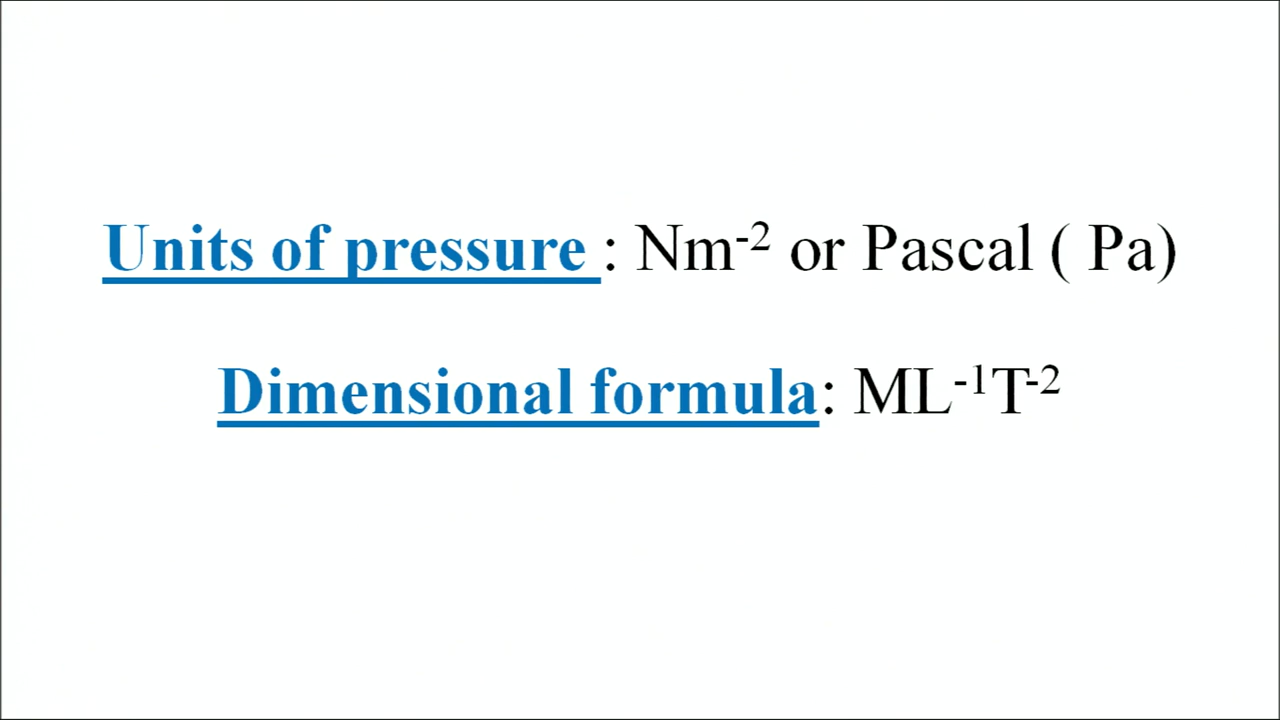 Units of pressure : Nm⁻² or Pascal ( Pa)
Dimensional formula: ML⁻¹T⁻²